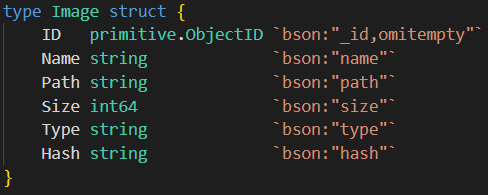 type Image struct {
    ID   primitive.ObjectID `bson:"_id,omitempty"`
    Name string             `bson:"name"`
    Path string             `bson:"path"`
    Size int64              `bson:"size"`
    Type string             `bson:"type"`
    Hash string             `bson:"hash"`
}